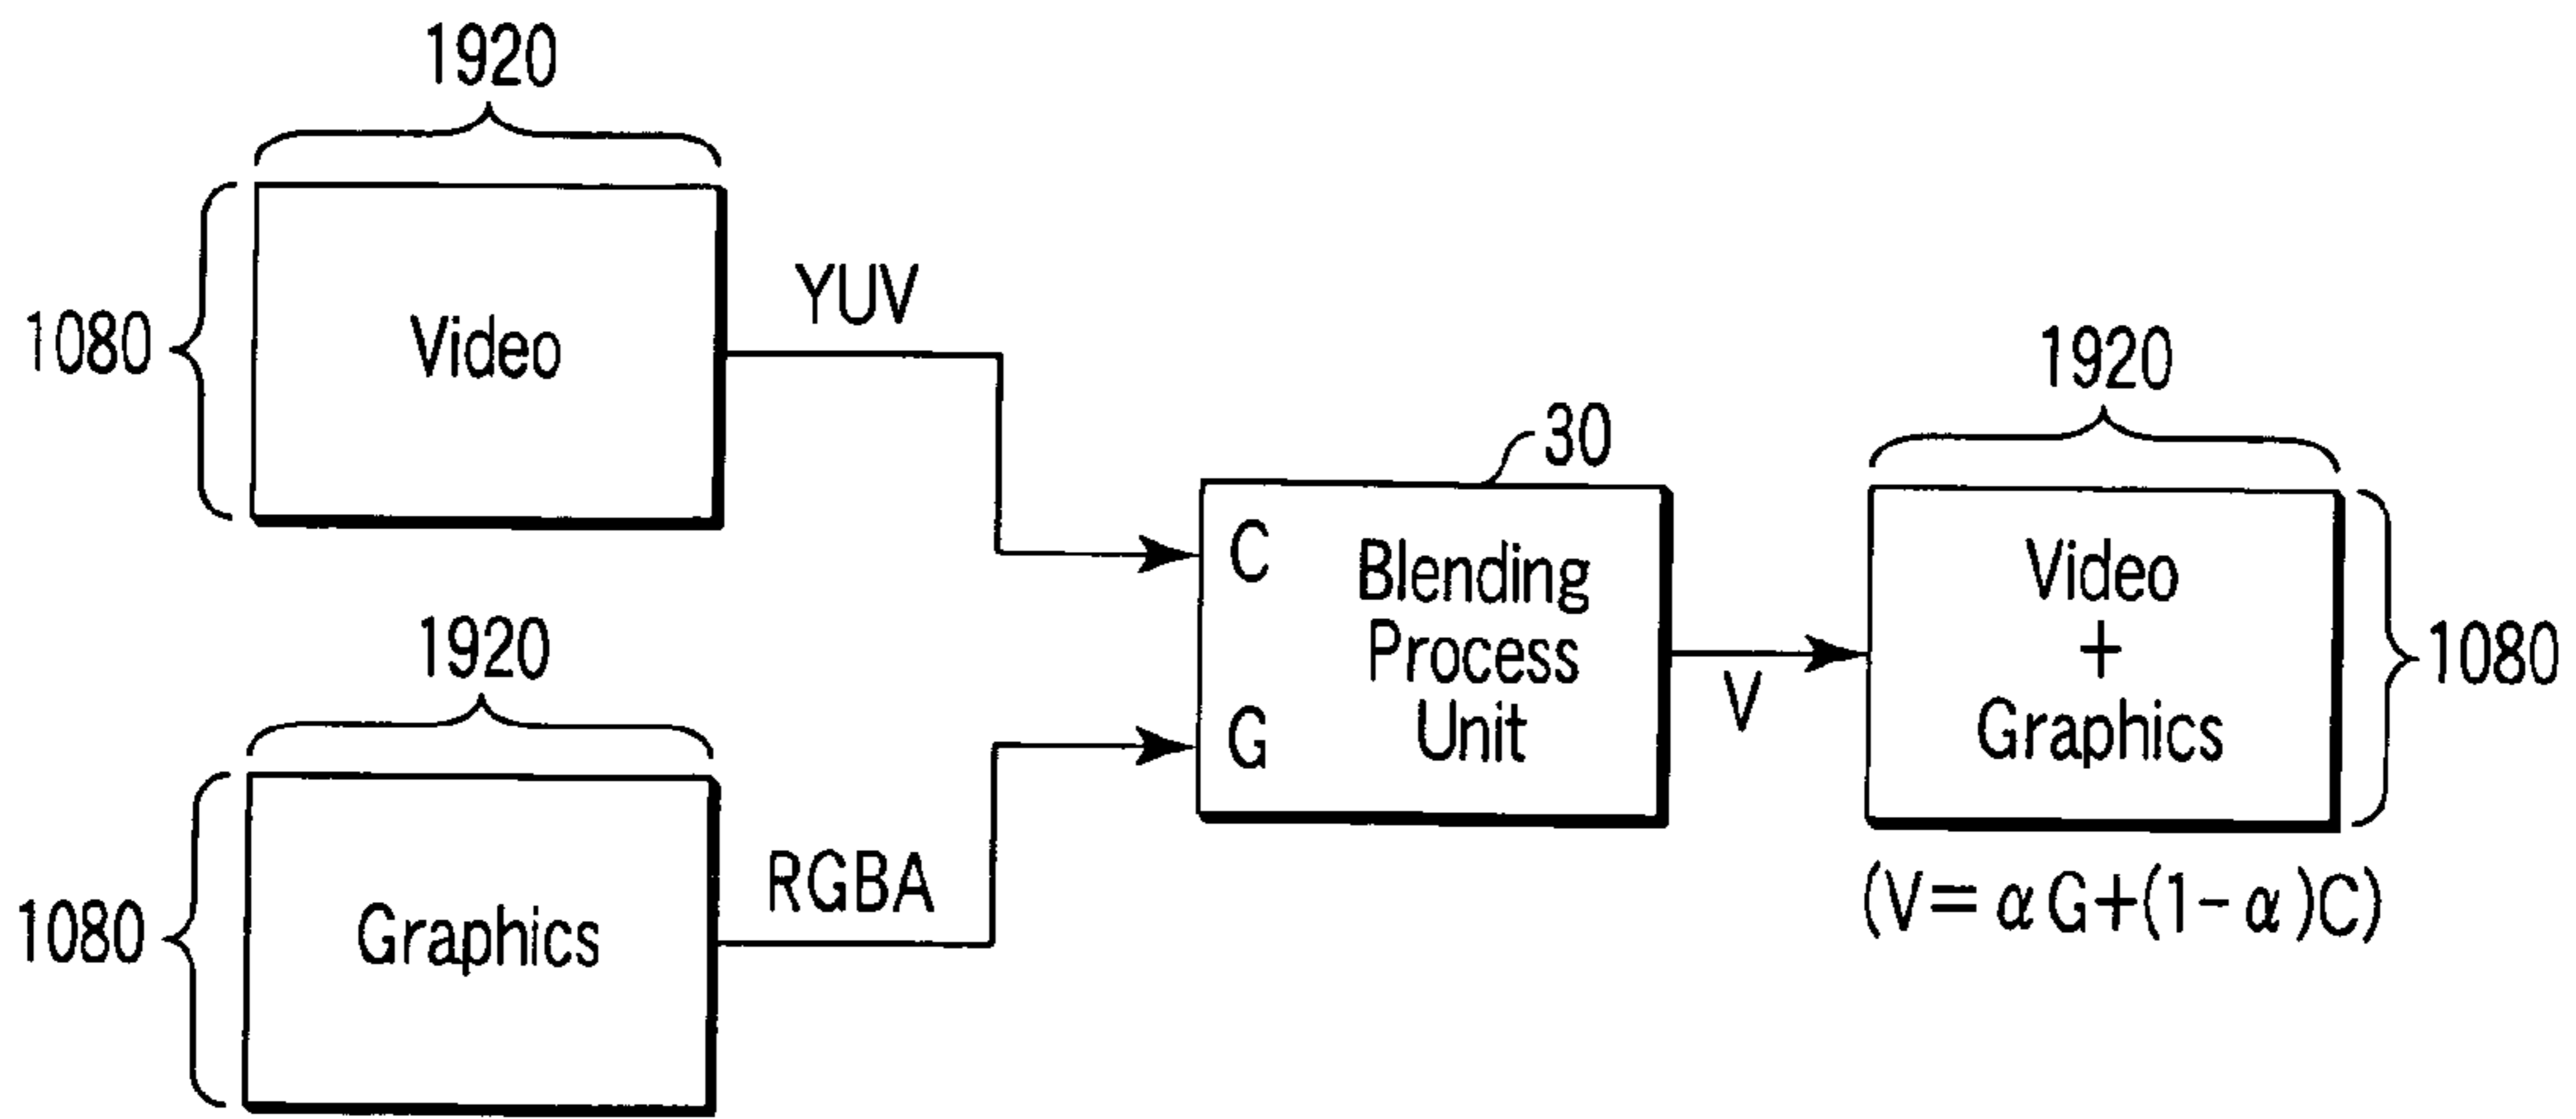 1920
1080
Video
YUV
1920
1080
Graphics
RGBA
30
C
G
Blending
Process
Unit
V
1920
Video
+
Graphics
1080
(V= αG+(1-α)C)